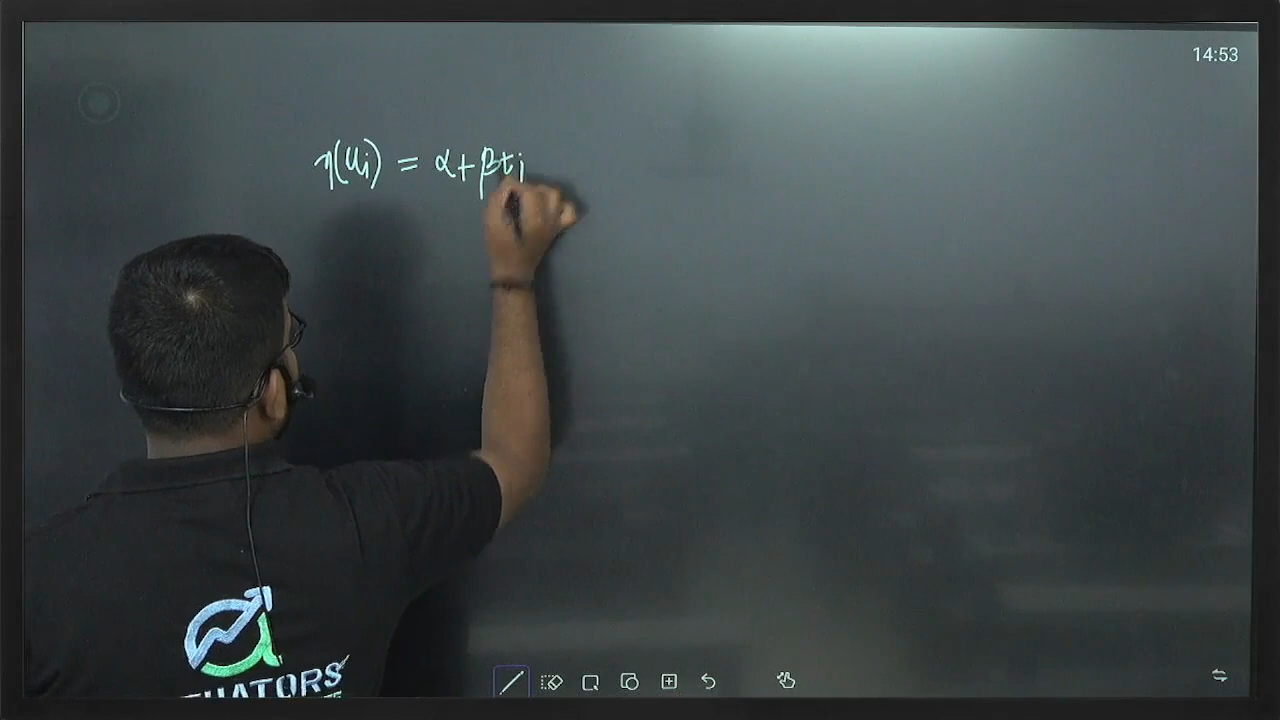 14:53
η(μi) = α + βti